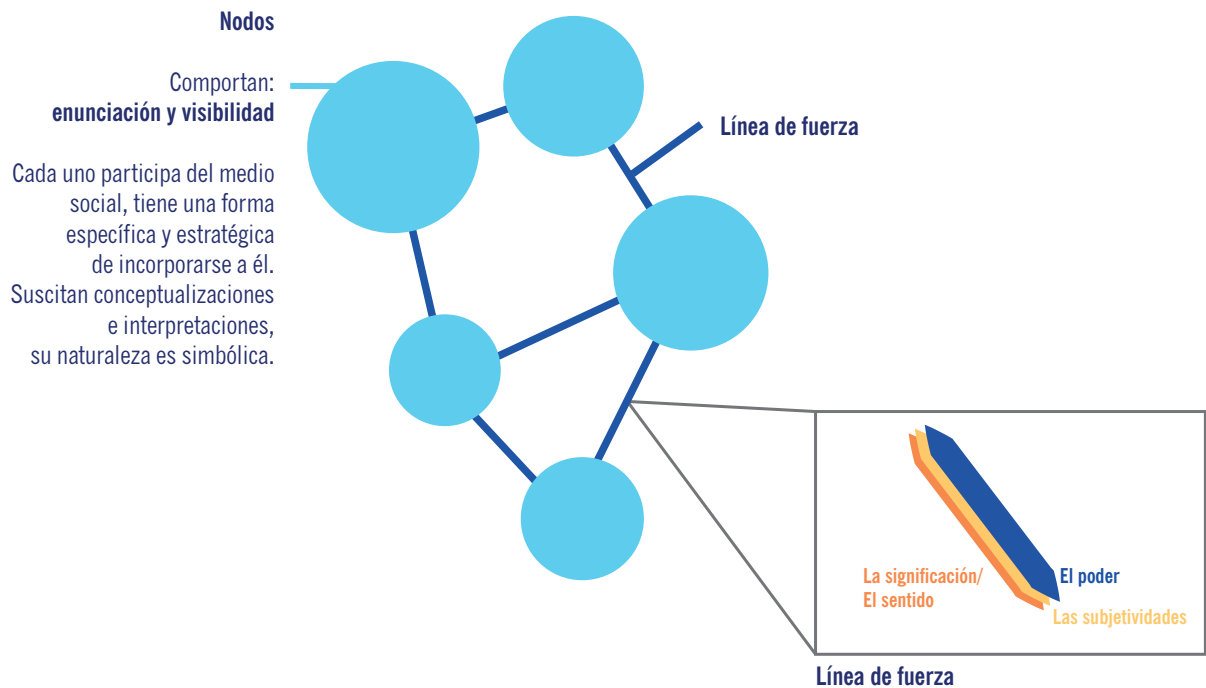 Nodos
Comportan:
enunciación y visibilidad
Cada uno participa del medio
social, tiene una forma
específica y estratégica
de incorporarse a él.
Suscitan conceptualizaciones
e interpretaciones,
su naturaleza es simbólica.
Línea de fuerza
La significación/
El sentido
El poder
Las subjetividades
Línea de fuerza